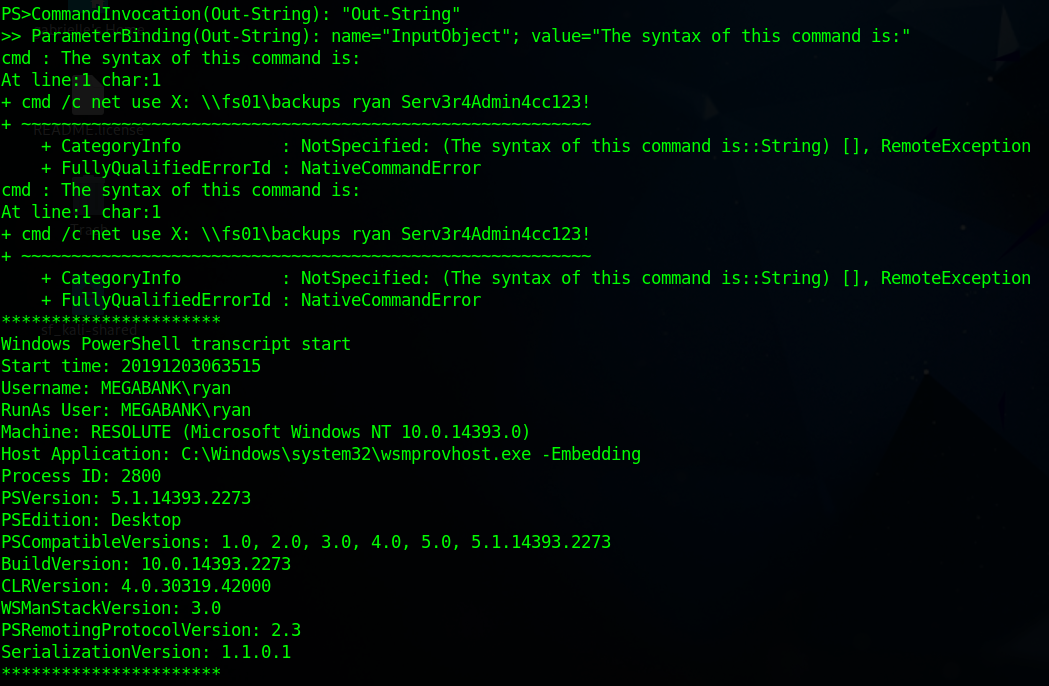 PS>CommandInvocation(Out-String): "Out-String"
>> ParameterBinding(Out-String): name="InputObject"; value="The syntax of this command is:"
cmd : The syntax of this command is:
At line:1 char:1
+ cmd /c net use X: \\fs01\backups ryan Serv3r4Admin4cc123!
+ ~~~~~~~~~~~~~~~~~~~~~~~~~~~~~~~~~~~~~~~~~~~~~~~~~~~~~~~~~
    + CategoryInfo          : NotSpecified: (The syntax of this command is::String) [], RemoteException
    + FullyQualifiedErrorId : NativeCommandError
cmd : The syntax of this command is:
At line:1 char:1
+ cmd /c net use X: \\fs01\backups ryan Serv3r4Admin4cc123!
+ ~~~~~~~~~~~~~~~~~~~~~~~~~~~~~~~~~~~~~~~~~~~~~~~~~~~~~~~~~
    + CategoryInfo          : NotSpecified: (The syntax of this command is::String) [], RemoteException
    + FullyQualifiedErrorId : NativeCommandError
**********************
Windows PowerShell transcript start
Start time: 20191203063515
Username: MEGABANK\ryan
RunAs User: MEGABANK\ryan
Machine: RESOLUTE (Microsoft Windows NT 10.0.14393.0)
Host Application: C:\Windows\system32\wsmprovhost.exe -Embedding
Process ID: 2800
PSVersion: 5.1.14393.2273
PSEdition: Desktop
PSCompatibleVersions: 1.0, 2.0, 3.0, 4.0, 5.0, 5.1.14393.2273
BuildVersion: 10.0.14393.2273
CLRVersion: 4.0.30319.42000
WSManStackVersion: 3.0
PSRemotingProtocolVersion: 2.3
SerializationVersion: 1.1.0.1
**********************
README.license
sf_kali-shared